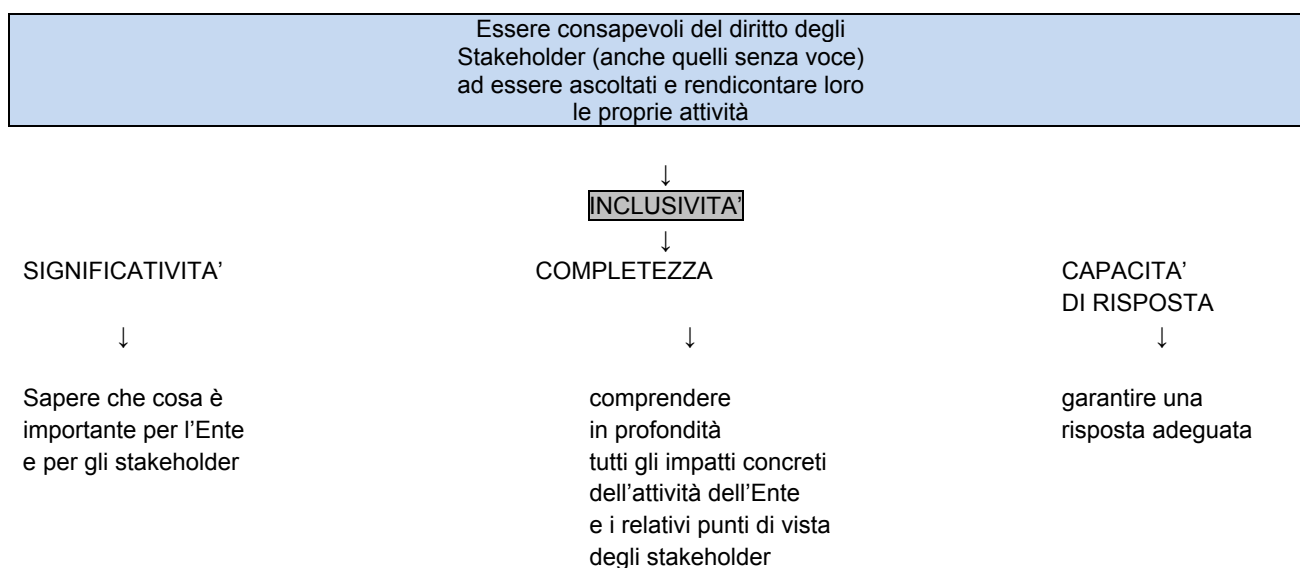 Essere consapevoli del diritto degli
Stakeholder (anche quelli senza voce)
ad essere ascoltati e rendicontare loro
le proprie attività
↓
INCLUSIVITA’
↓
SIGNIFICATIVITA’
COMPLETEZZA
CAPACITA’
DI RISPOSTA
↓
↓
↓
Sapere che cosa è
importante per l’Ente
e per gli stakeholder
comprendere
in profondità
tutti gli impatti concreti
dell’attività dell’Ente
e i relativi punti di vista
degli stakeholder
garantire una
risposta adeguata